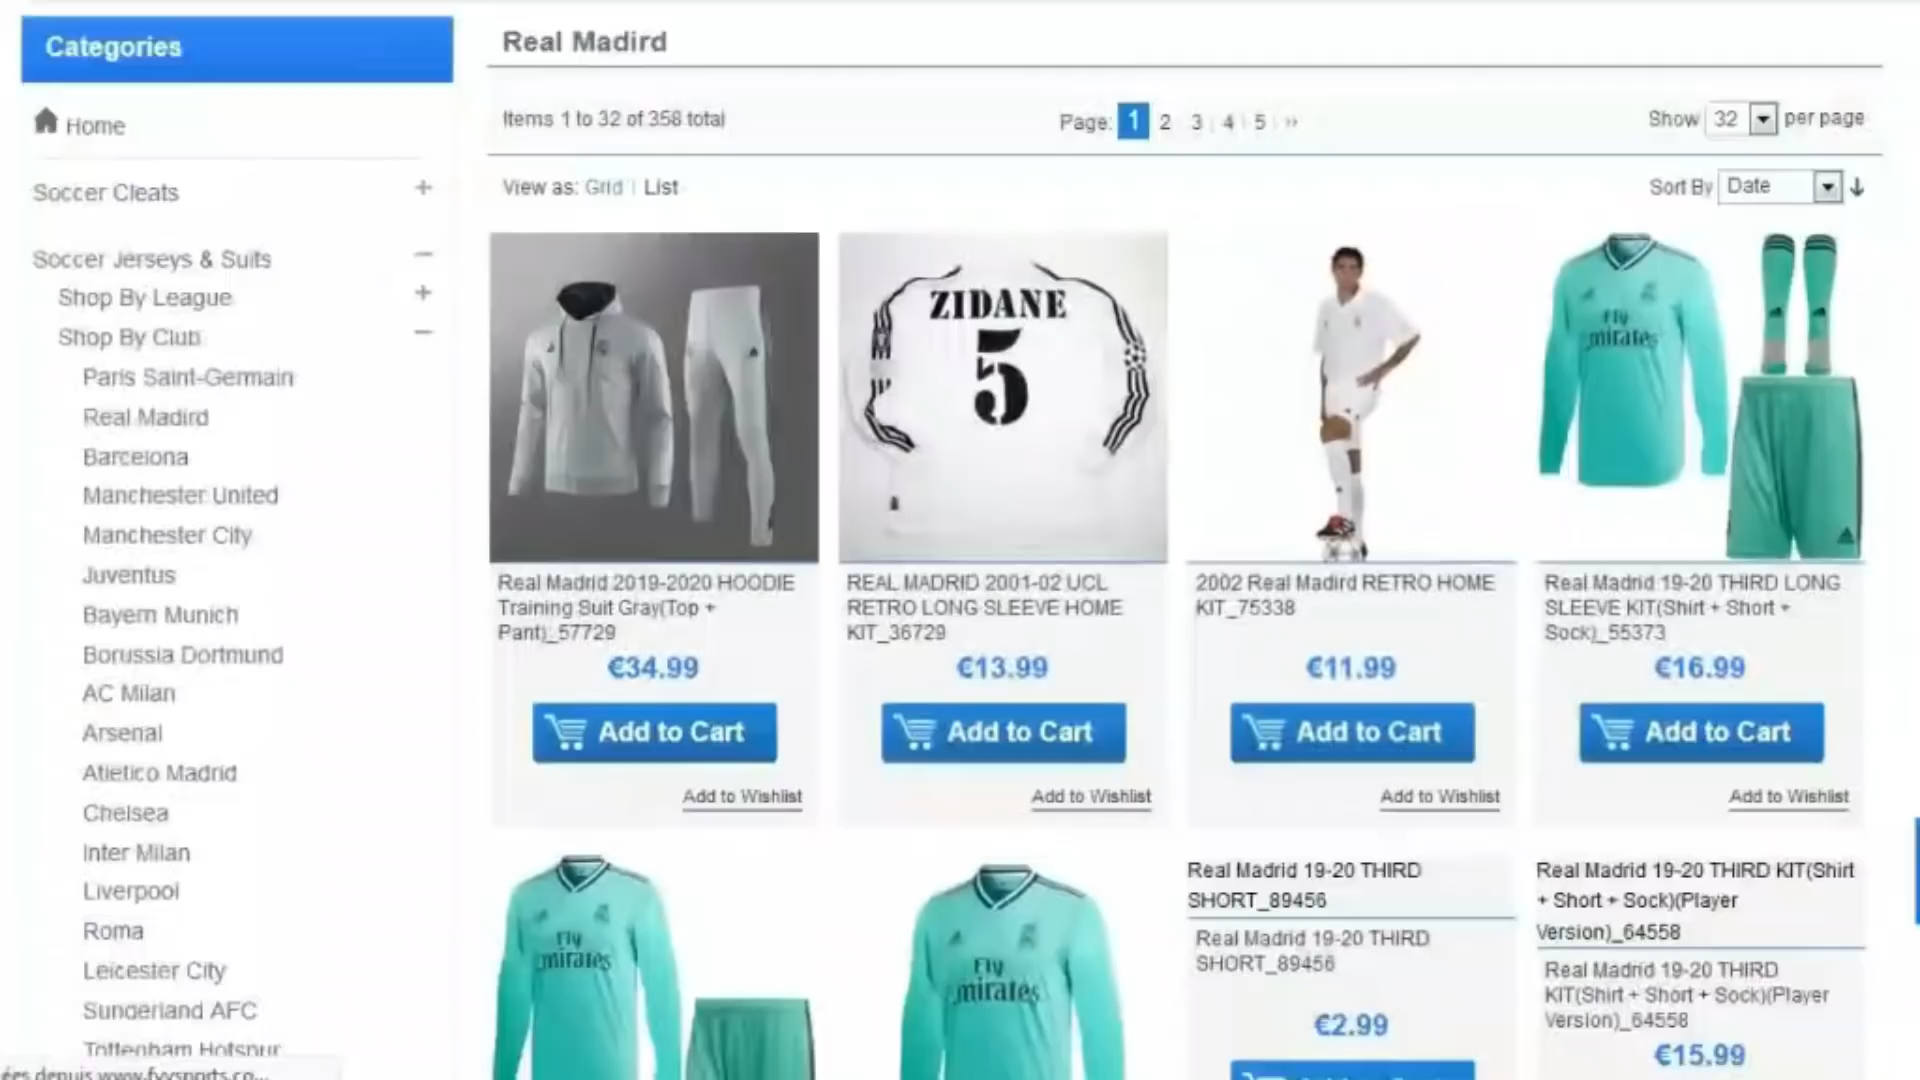 Categories
Home
Soccer Cleats
Soccer Jerseys & Suits
Shop By League
Shop By Club
Paris Saint-Germain
Real Madird
Barcelona
Manchester United
Manchester City
Juventus
Bayern Munich
Borussia Dortmund
AC Milan
Arsenal
Atletico Madrid
Chelsea
Inter Milan
Liverpool
Roma
Leicester City
Sunderland AFC
Tottenham Hotspur
Real Madird
Items 1 to 32 of 358 total
Page: 1 2 3 4 5 »
Show 32 per page
View as: Grid List
Sort By Date
ZIDANE
5
Fly
Emirates
Real Madrid 2019-2020 HOODIE
Training Suit Gray(Top +
Pant)_57729
€34.99
Add to Cart
Add to Wishlist
REAL MADRID 2001-02 UCL
RETRO LONG SLEEVE HOME
KIT_36729
€13.99
Add to Cart
Add to Wishlist
2002 Real Madird RETRO HOME
KIT_75338
€11.99
Add to Cart
Add to Wishlist
Real Madrid 19-20 THIRD LONG
SLEEVE KIT(Shirt + Short +
Sock)_55373
€16.99
Add to Cart
Add to Wishlist
Fly
Emirates
Fly
Emirates
Real Madrid 19-20 THIRD
SHORT_89456
Real Madrid 19-20 THIRD
SHORT_89456
€2.99
Real Madrid 19-20 THIRD KIT(Shirt
+ Short + Sock)(Player
Version)_64558
Real Madrid 19-20 THIRD
KIT(Shirt + Short + Sock)(Player
Version)_64558
€15.99